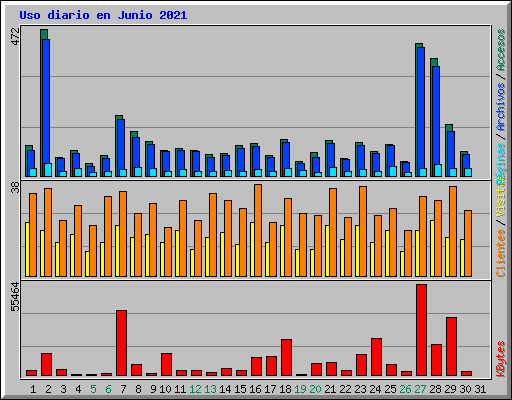 Uso diario en Junio 2021
472
38
55464
Accesos
/
Archivos
/
Páginas
Visitas
/
Clientes
KBytes
1 2 3 4 5 6 7 8 9 10 11 12 13 14 15 16 17 18 19 20 21 22 23 24 25 26 27 28 29 30 31